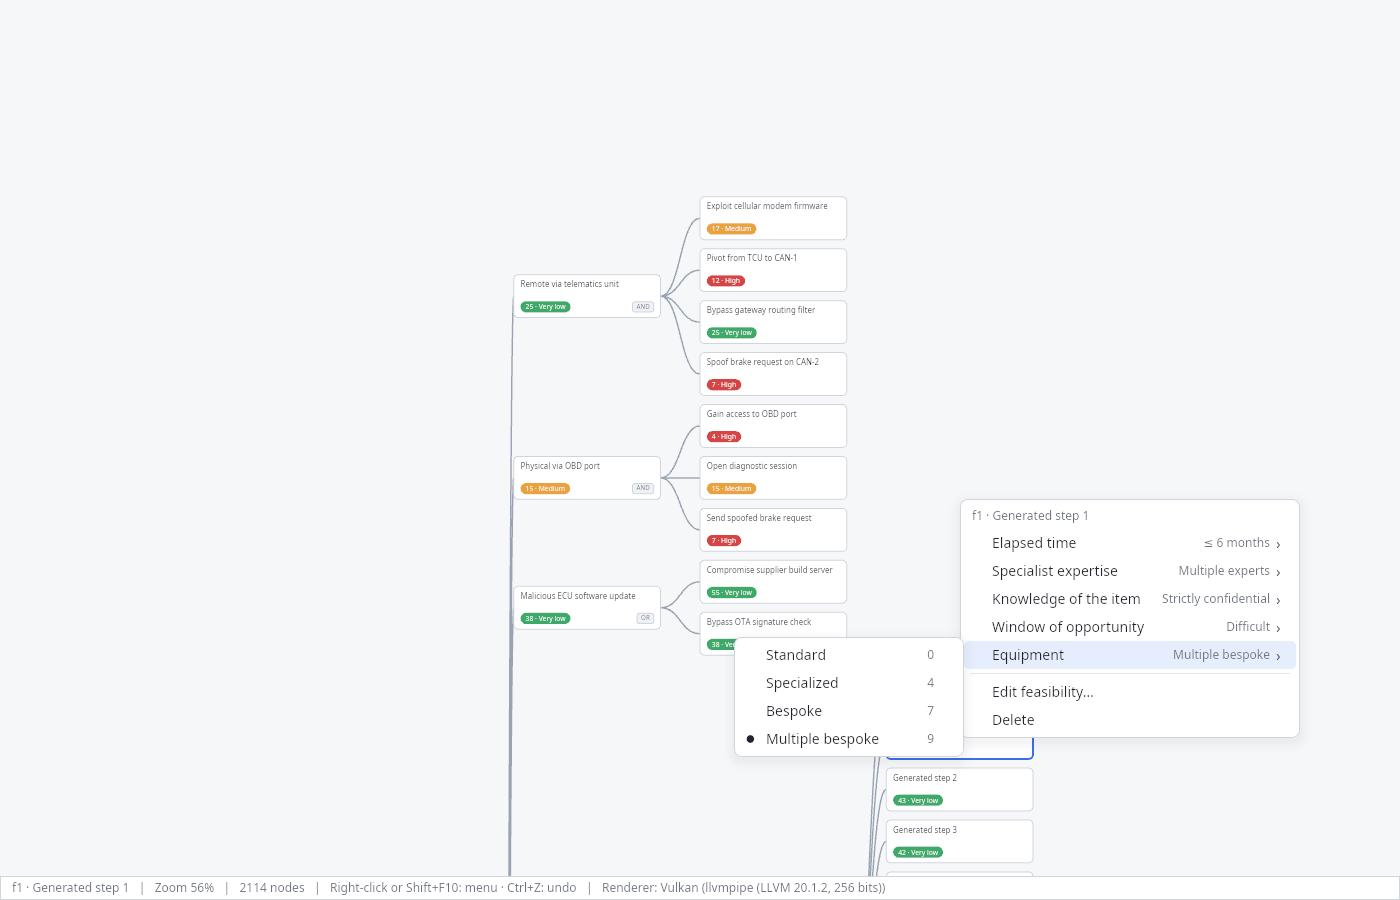 Exploit cellular modem firmware
17 · Medium
Pivot from TCU to CAN-1
12 · High
Remote via telematics unit
25 · Very low
AND
Bypass gateway routing filter
25 · Very low
Spoof brake request on CAN-2
7 · High
Gain access to OBD port
4 · High
Physical via OBD port
15 · Medium
AND
Open diagnostic session
15 · Medium
Send spoofed brake request
7 · High
Compromise supplier build server
55 · Very low
Malicious ECU software update
38 · Very low
OR
Bypass OTA signature check
f1 · Generated step 1
Elapsed time ≤ 6 months ›
Specialist expertise Multiple experts ›
Knowledge of the item Strictly confidential ›
Window of opportunity Difficult ›
Equipment Multiple bespoke ›
Edit feasibility...
Delete
Standard 0
Specialized 4
Bespoke 7
Multiple bespoke 9
Generated step 2
43 · Very low
Generated step 3
42 · Very low
f1 · Generated step 1 | Zoom 56% | 2114 nodes | Right-click or Shift+F10: menu · Ctrl+Z: undo | Renderer: Vulkan (llvmpipe (LLVM 20.1.2, 256 bits))